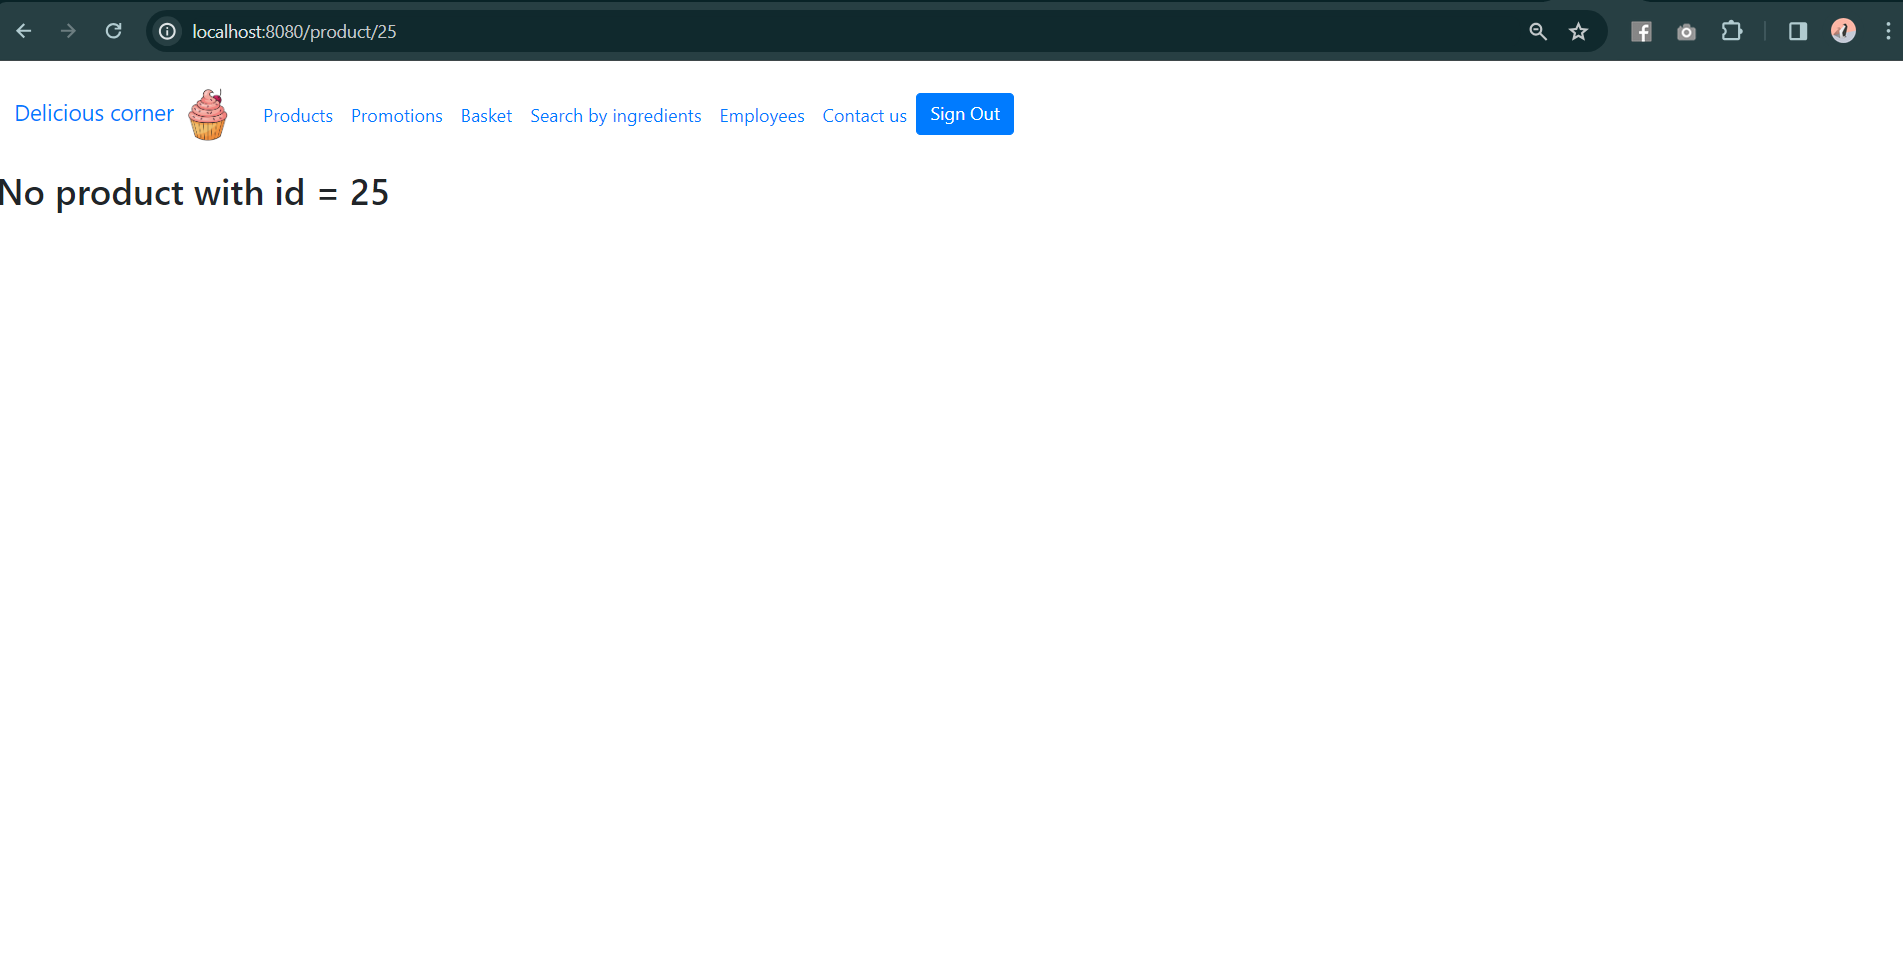 localhost:8080/product/25
Delicious corner Products Promotions Basket Search by ingredients Employees Contact us Sign Out
No product with id = 25